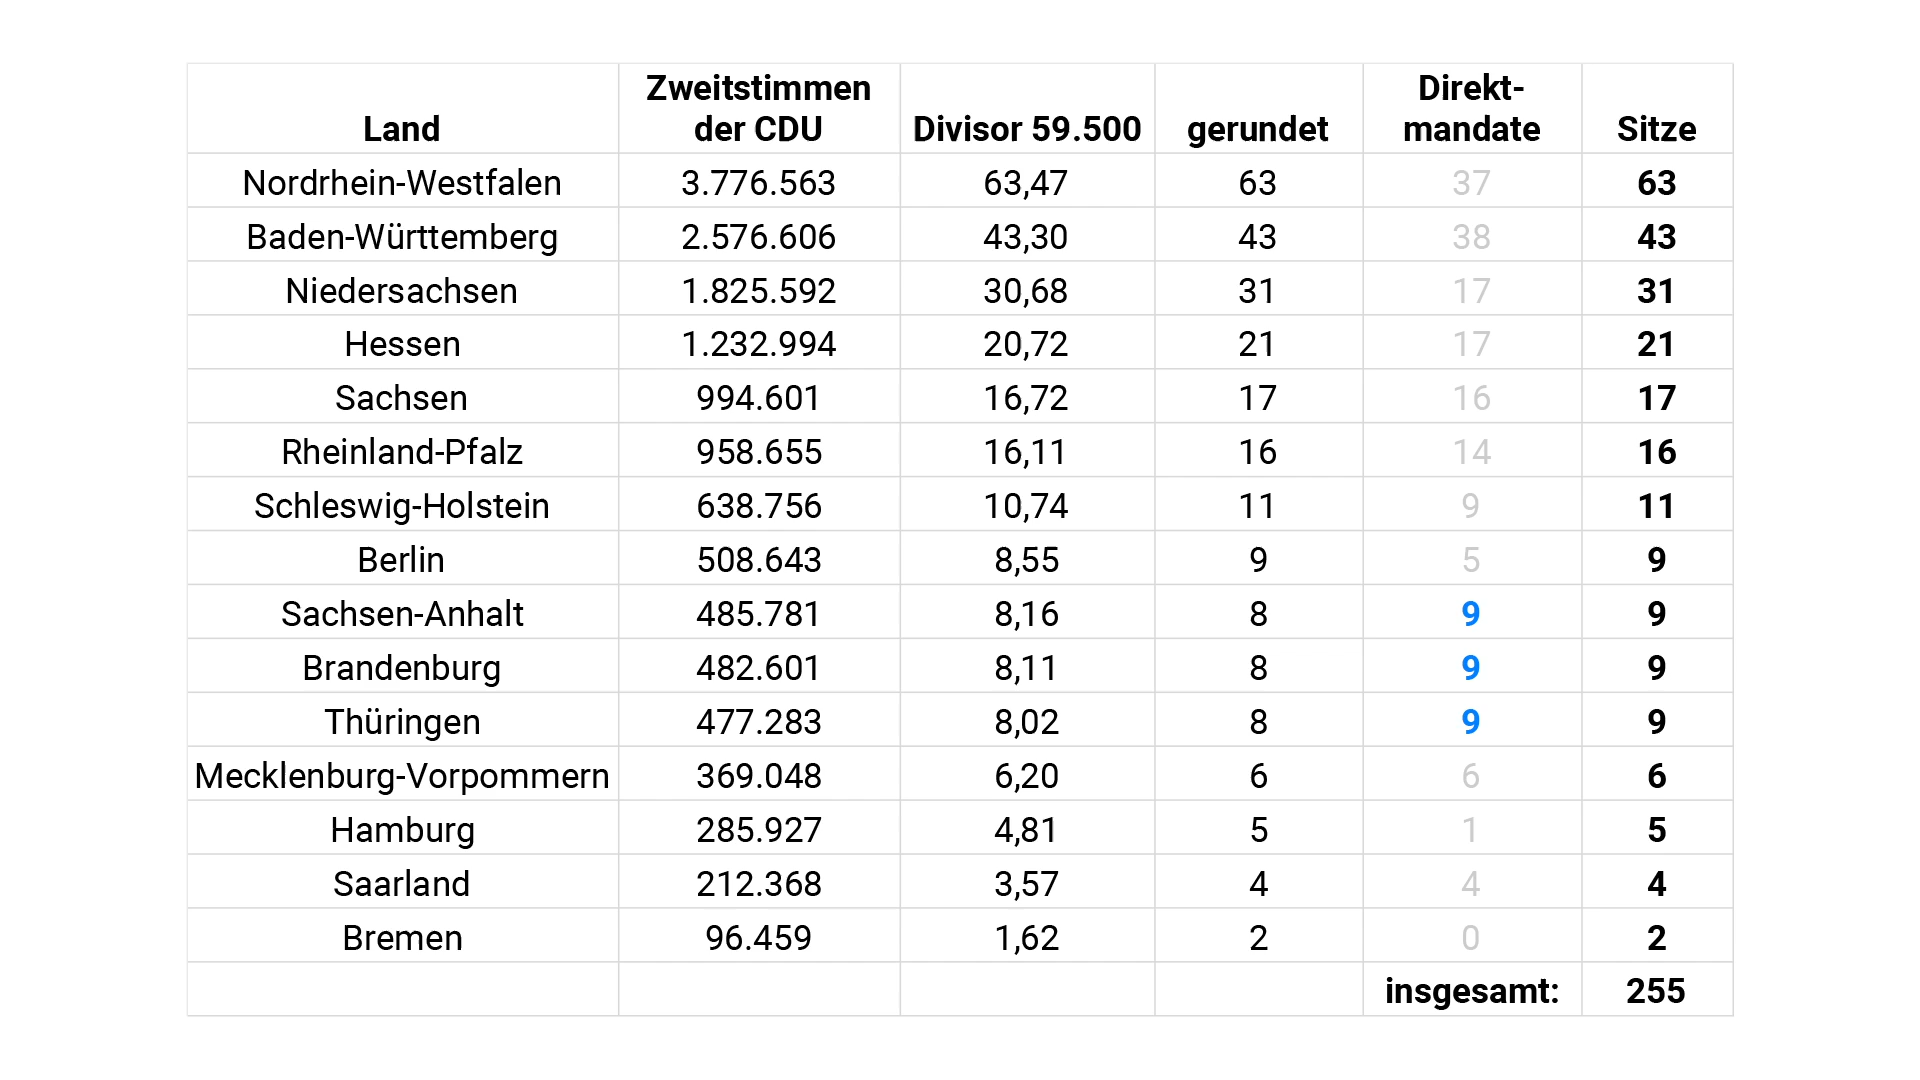 Land Zweitstimmen der CDU Divisor 59.500 gerundet Direkt-mandate Sitze
Nordrhein-Westfalen 3.776.563 63,47 63 37 63
Baden-Württemberg 2.576.606 43,30 43 38 43
Niedersachsen 1.825.592 30,68 31 17 31
Hessen 1.232.994 20,72 21 17 21
Sachsen 994.601 16,72 17 16 17
Rheinland-Pfalz 958.655 16,11 16 14 16
Schleswig-Holstein 638.756 10,74 11 9 11
Berlin 508.643 8,55 9 5 9
Sachsen-Anhalt 485.781 8,16 8 9 9
Brandenburg 482.601 8,11 8 9 9
Thüringen 477.283 8,02 8 9 9
Mecklenburg-Vorpommern 369.048 6,20 6 6 6
Hamburg 285.927 4,81 5 1 5
Saarland 212.368 3,57 4 4 4
Bremen 96.459 1,62 2 0 2
insgesamt: 255